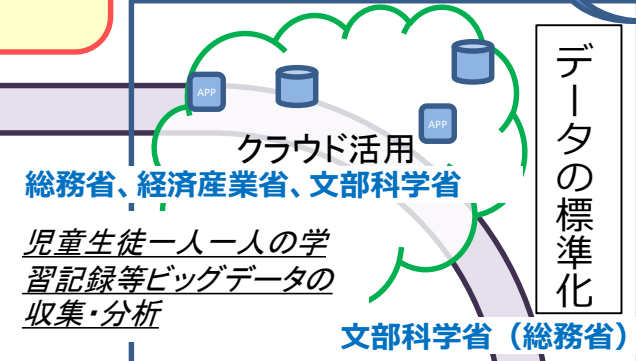 APP
APP
クラウド活用
総務省、経済産業省、文部科学省
児童生徒一人一人の学
習記録等ビッグデータの
収集・分析
データの標準化
文部科学省（総務省）